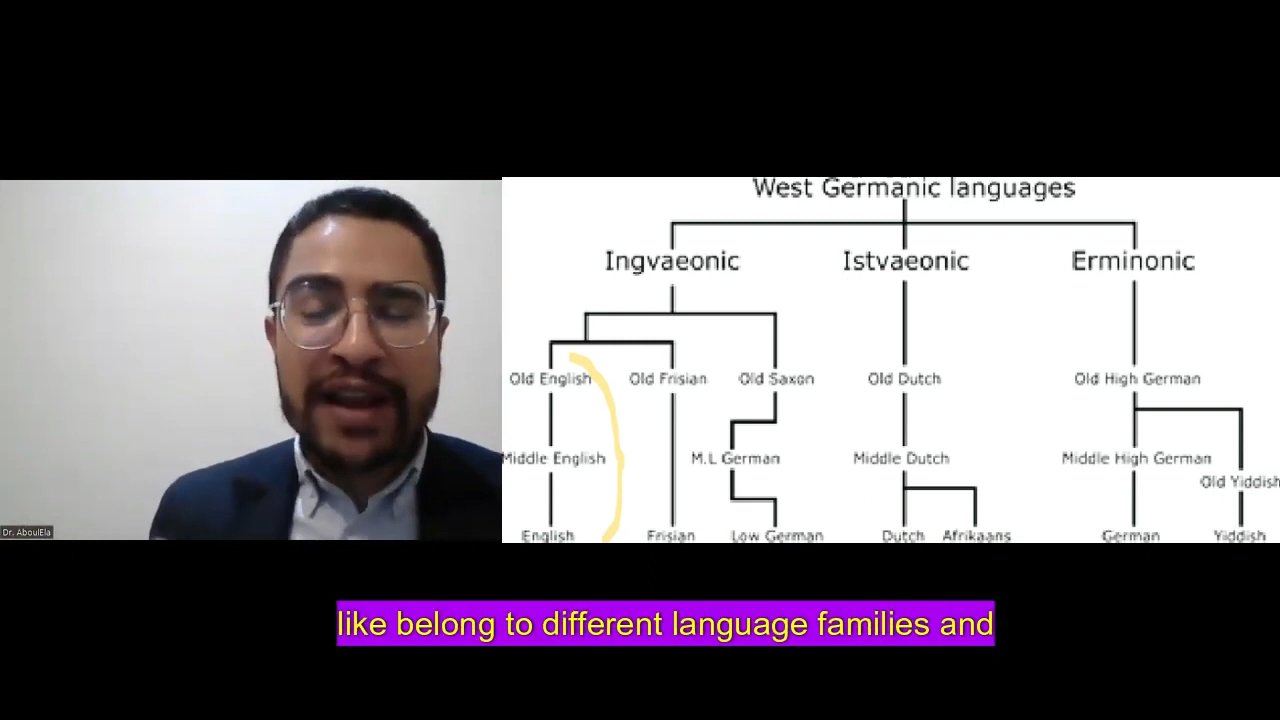 West Germanic languages
Ingvaeonic Istvaeonic Erminonic
Old English Old Frisian Old Saxon Old Dutch Old High German
Middle English M.L German Middle Dutch Middle High German
Old Yiddish
English Frisian Low German Dutch Afrikaans German Yiddish
Dr. AboulEla
like belong to different language families and